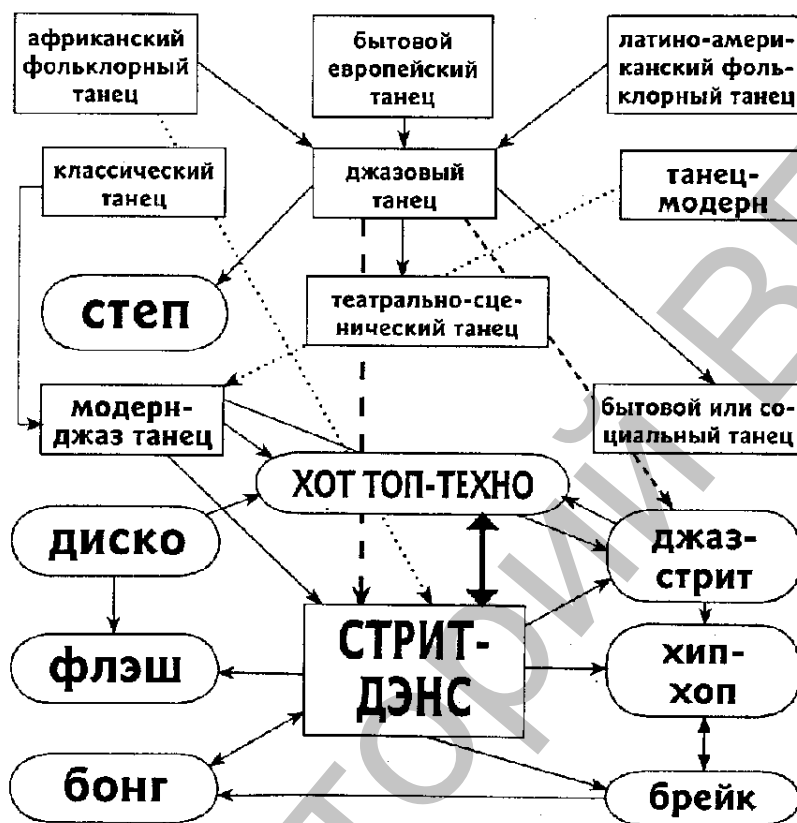 африканский
фольклорный
танец
бытовой
европейский
танец
латино-амери-
канский фоль-
клорный танец
классический
танец
джазовый
танец
танец-
модерн
степ
театрально-сце-
нический танец
модерн-
джаз танец
бытовой или со-
циальный танец
ХОТ ТОП-ТЕХНО
диско
джаз-
стрит
СТРИТ-
ДЭНС
флэш
хип-
хоп
бонг
брейк